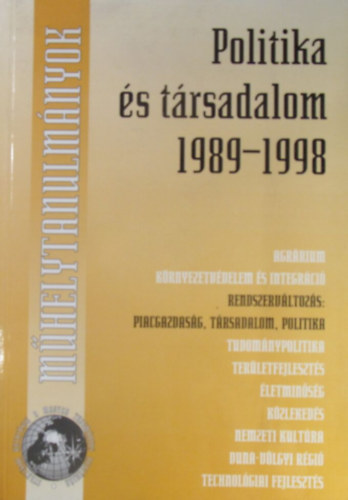 MŰHELYTANULMÁNYOK
Politika
és társadalom
1989–1998
AGRÁRIUM
KÖRNYEZETVÉDELEM ÉS INTEGRÁCIÓ
RENDSZERVÁLTOZÁS:
PIACGAZDASÁG, TÁRSADALOM, POLITIKA
TUDOMÁNYPOLITIKA
TERÜLETFEJLESZTÉS
ÉLETMINŐSÉG
KÖZLEKEDÉS
NEMZETI KULTÚRA
DUNA-VÖLGYI RÉGIÓ
TECHNOLÓGIAI FEJLESZTÉS